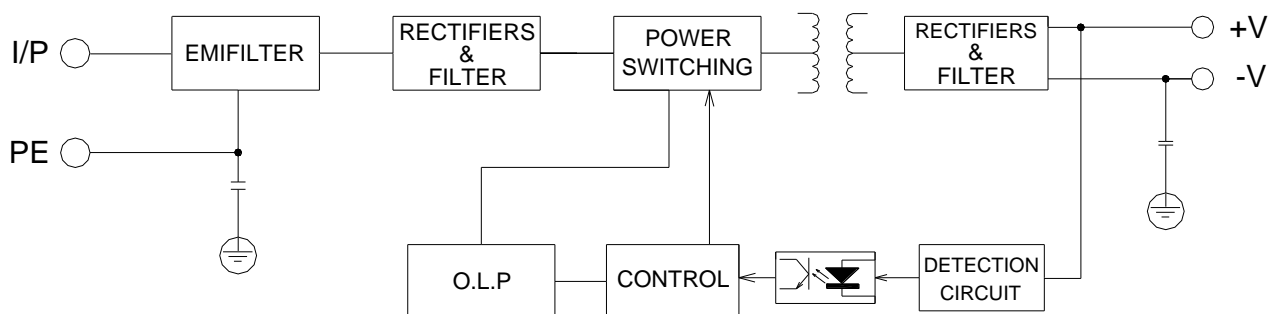 I/P
EMIFILTER
RECTIFIERS
&
FILTER
POWER
SWITCHING
RECTIFIERS
&
FILTER
+V
-V
PE
O.L.P
CONTROL
DETECTION
CIRCUIT